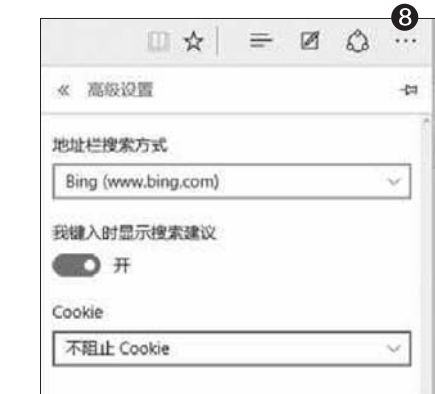 8
« 高级设置
地址栏搜索方式
Bing (www.bing.com)
我键入时显示搜索建议
开
Cookie
不阻止 Cookie